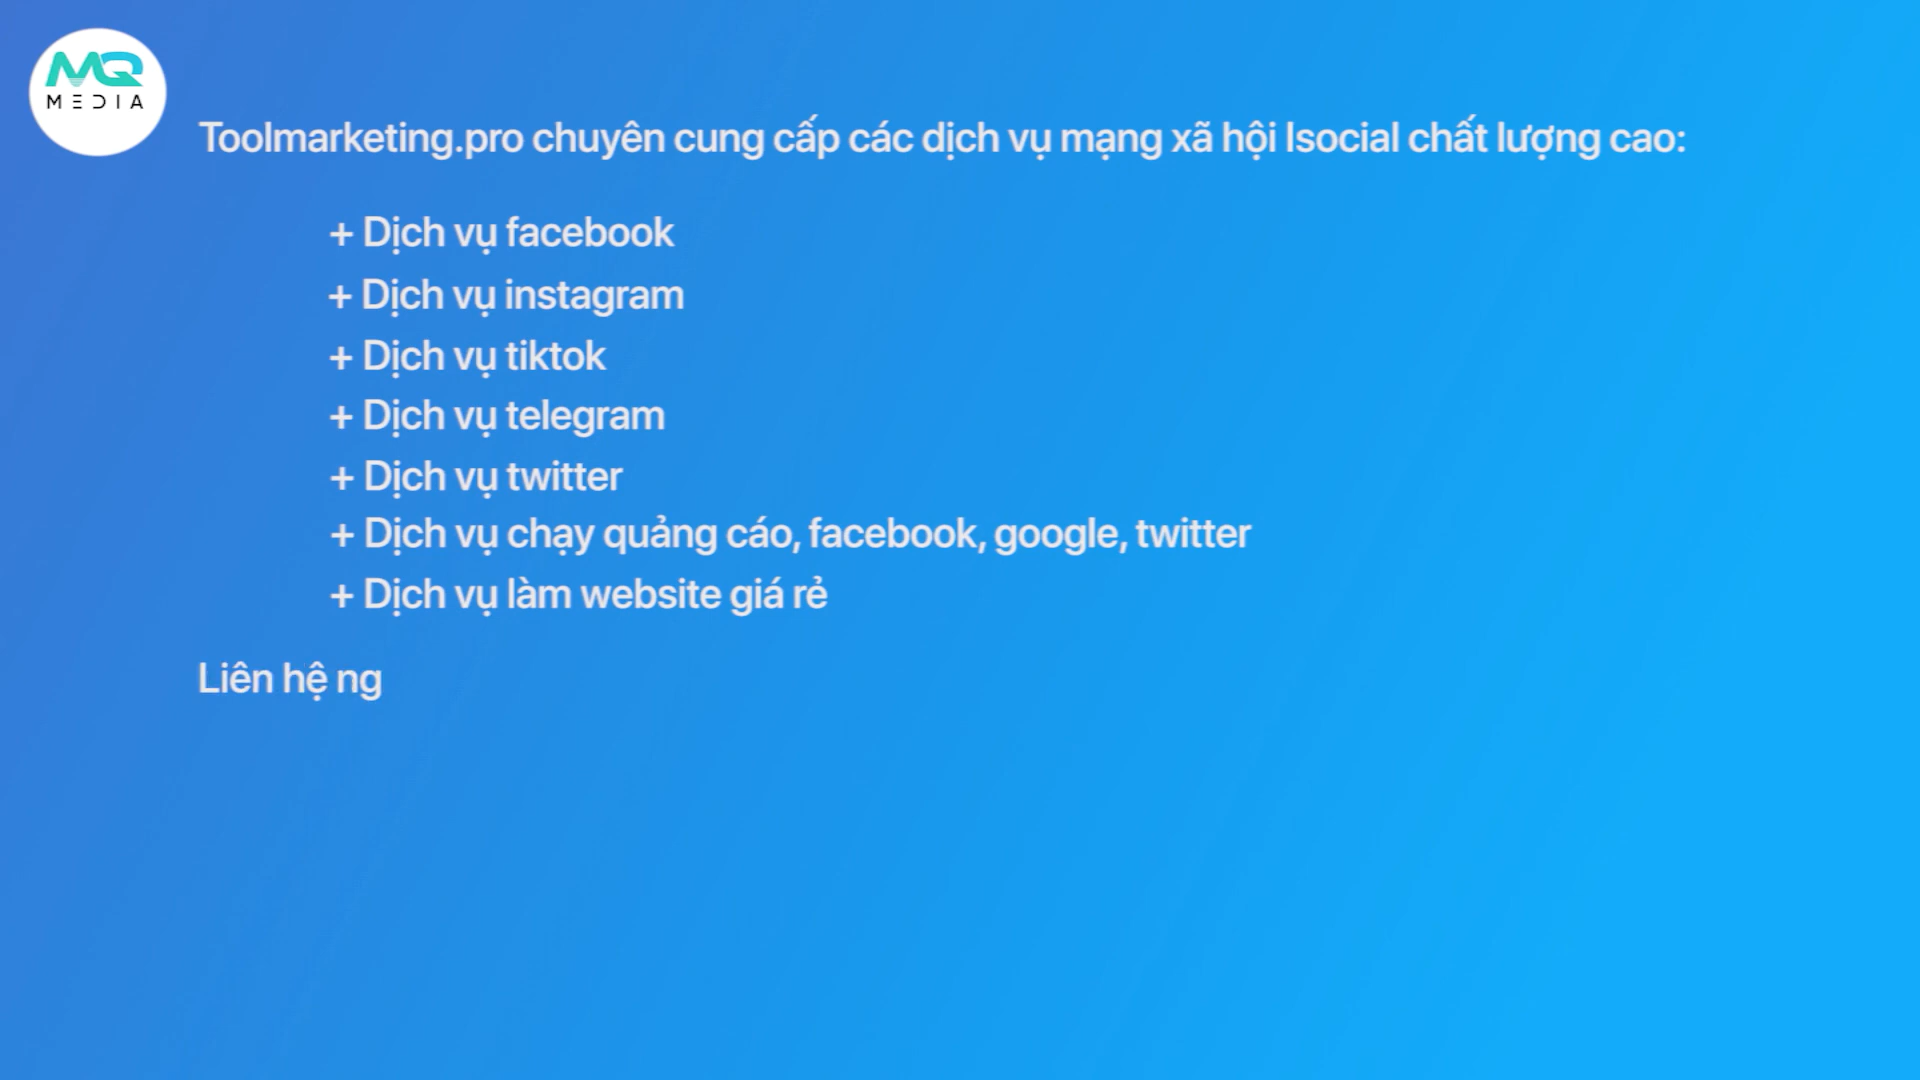 MQ
MEDIA
Toolmarketing.pro chuyên cung cấp các dịch vụ mạng xã hội Isocial chất lượng cao:
+ Dịch vụ facebook
+ Dịch vụ instagram
+ Dịch vụ tiktok
+ Dịch vụ telegram
+ Dịch vụ twitter
+ Dịch vụ chạy quảng cáo, facebook, google, twitter
+ Dịch vụ làm website giá rẻ
Liên hệ ng